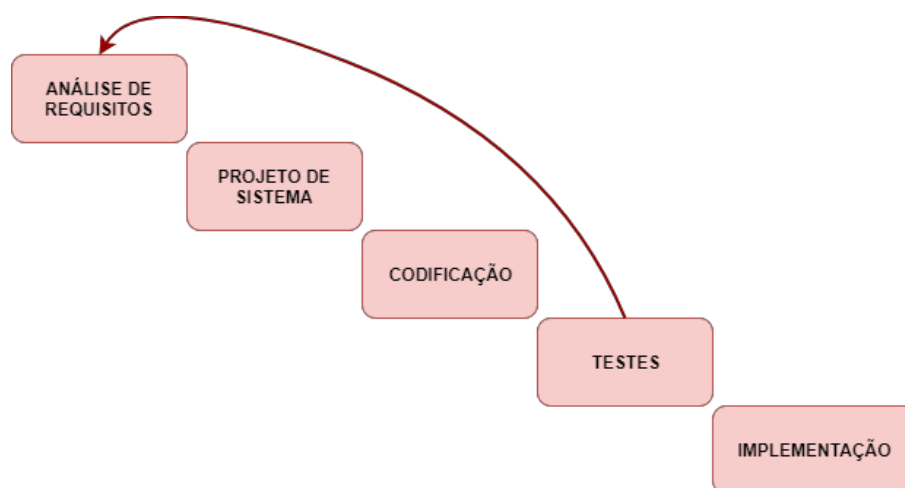 ANÁLISE DE
REQUISITOS
PROJETO DE
SISTEMA
CODIFICAÇÃO
TESTES
IMPLEMENTAÇÃO